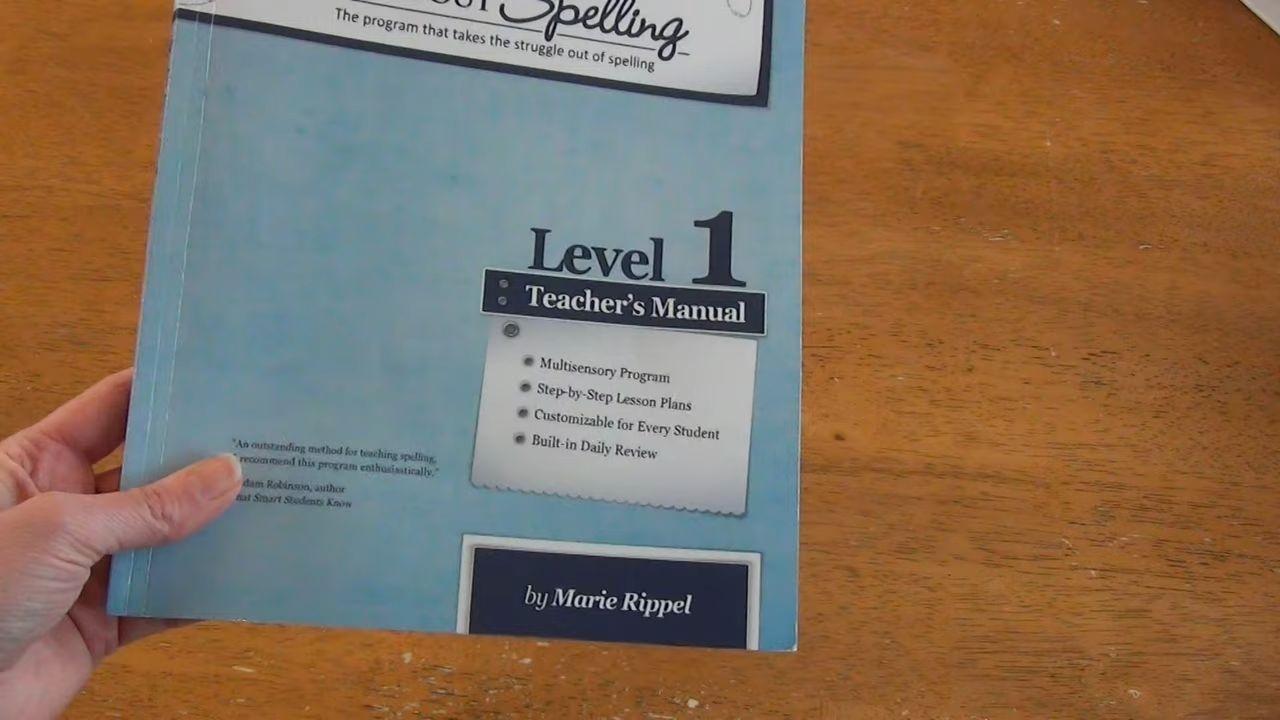 Spelling
The program that takes the struggle out of spelling
Level 1
Teacher's Manual
Multisensory Program
Step-by-Step Lesson Plans
Customizable for Every Student
Built-in Daily Review
"An outstanding method for teaching spelling.
recommend this program enthusiastically."
Robinson, author
Smart Students Know
by Marie Rippel